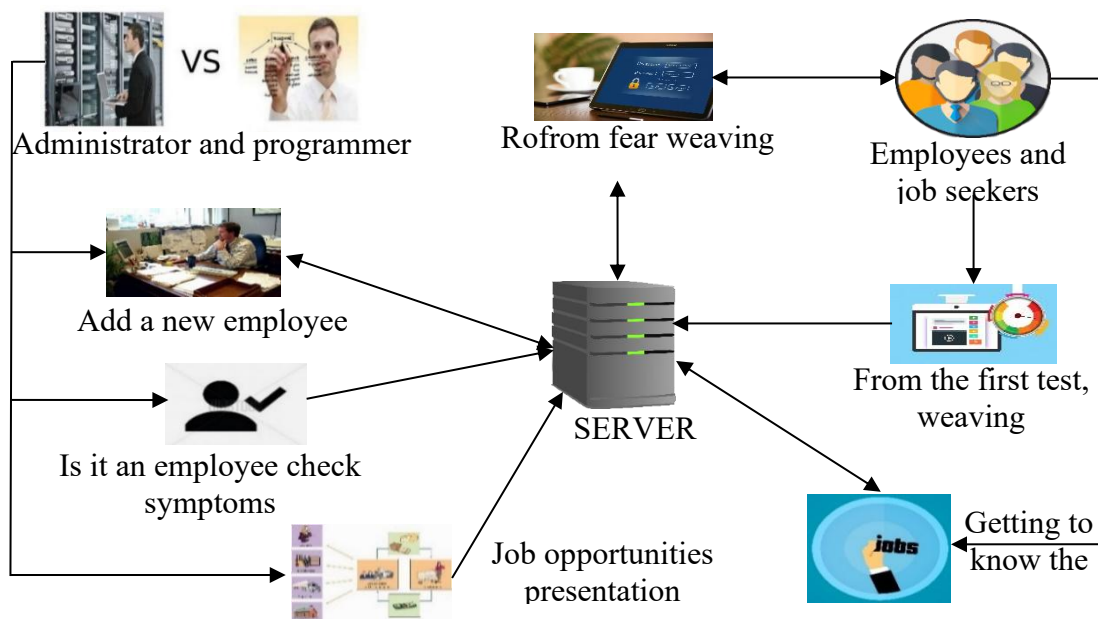 VS
Administrator and programmer
Rofrom fear weaving
Employees and
job seekers
Add a new employee
SERVER
From the first test,
weaving
Is it an employee check
symptoms
Job opportunities
presentation
jobs
Getting to
know the